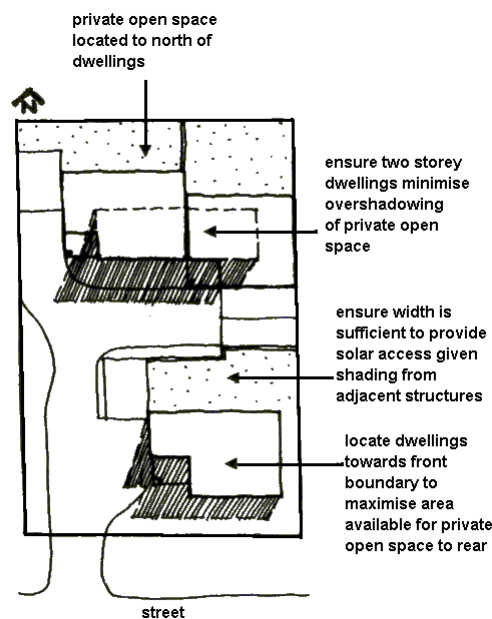 private open space
located to north of
dwellings
N
ensure two storey
dwellings minimise
overshadowing
of private open
space
ensure width is
sufficient to provide
solar access given
shading from
adjacent structures
locate dwellings
towards front
boundary to
maximise area
available for private
open space to rear
street